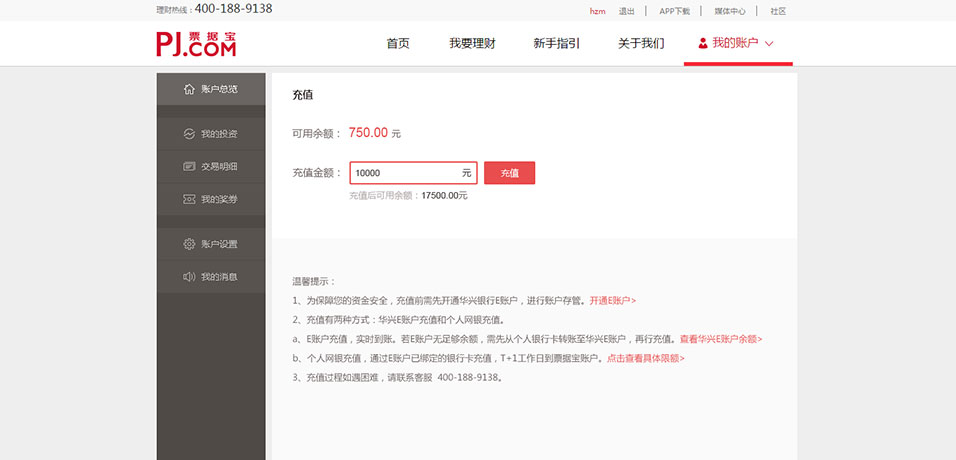 理财热线：400-188-9138
hzm 退出 | APP下载 | 媒体中心 | 社区
PJ.COM 票据宝
首页 我要理财 新手指引 关于我们 我的账户
账户总览
我的投资
交易明细
我的奖券
账户设置
我的消息
充值
可用余额： 750.00 元
充值金额： 10000 元 充值
充值后可用余额：17500.00元
温馨提示：
1、为保障您的资金安全，充值前需先开通华兴银行E账户，进行账户存管。开通E账户>
2、充值有两种方式：华兴E账户充值和个人网银充值。
a、E账户充值，实时到账。若E账户无足够余额，需先从个人银行卡转账至华兴E账户，再行充值。查看华兴E账户余额>
b、个人网银充值，通过E账户已绑定的银行卡充值，T+1工作日到票据宝账户。点击查看具体限额>
3、充值过程如遇困难，请联系客服 400-188-9138。